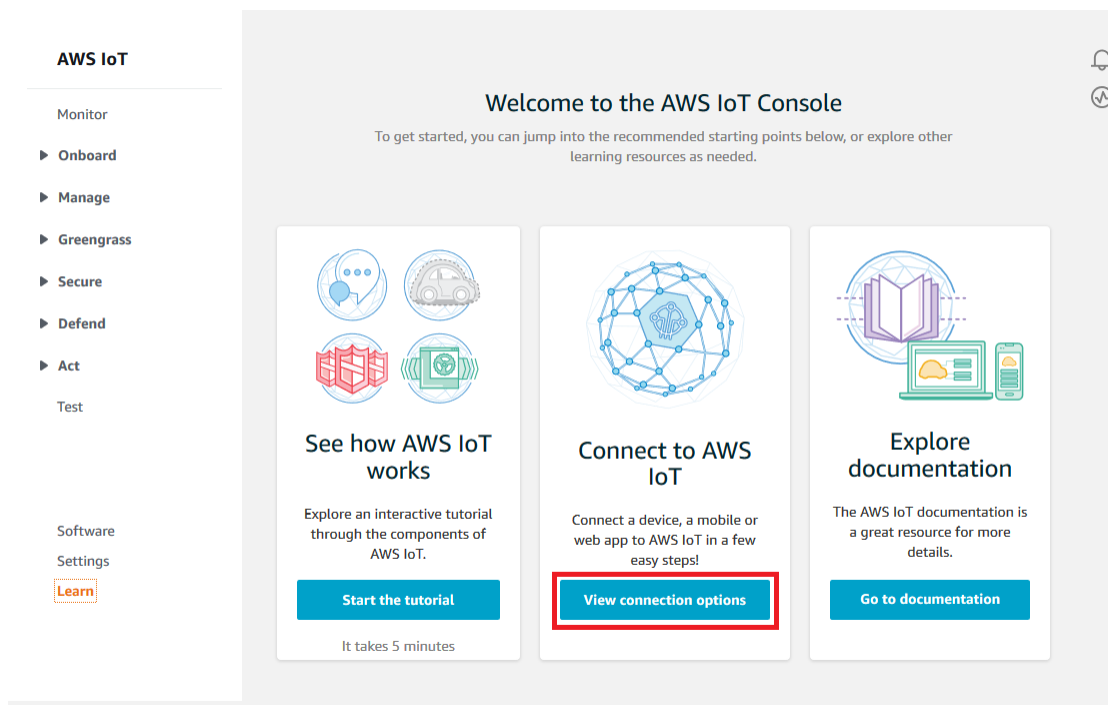 AWS IoT
Monitor
Onboard
Manage
Greengrass
Secure
Defend
Act
Test
Software
Settings
Learn
Welcome to the AWS IoT Console
To get started, you can jump into the recommended starting points below, or explore other
learning resources as needed.
See how AWS IoT
works
Explore an interactive tutorial
through the components of
AWS IoT.
Start the tutorial
It takes 5 minutes
Connect to AWS
IoT
Connect a device, a mobile or
web app to AWS IoT in a few
easy steps!
View connection options
Explore
documentation
The AWS IoT documentation is
a great resource for more
details.
Go to documentation